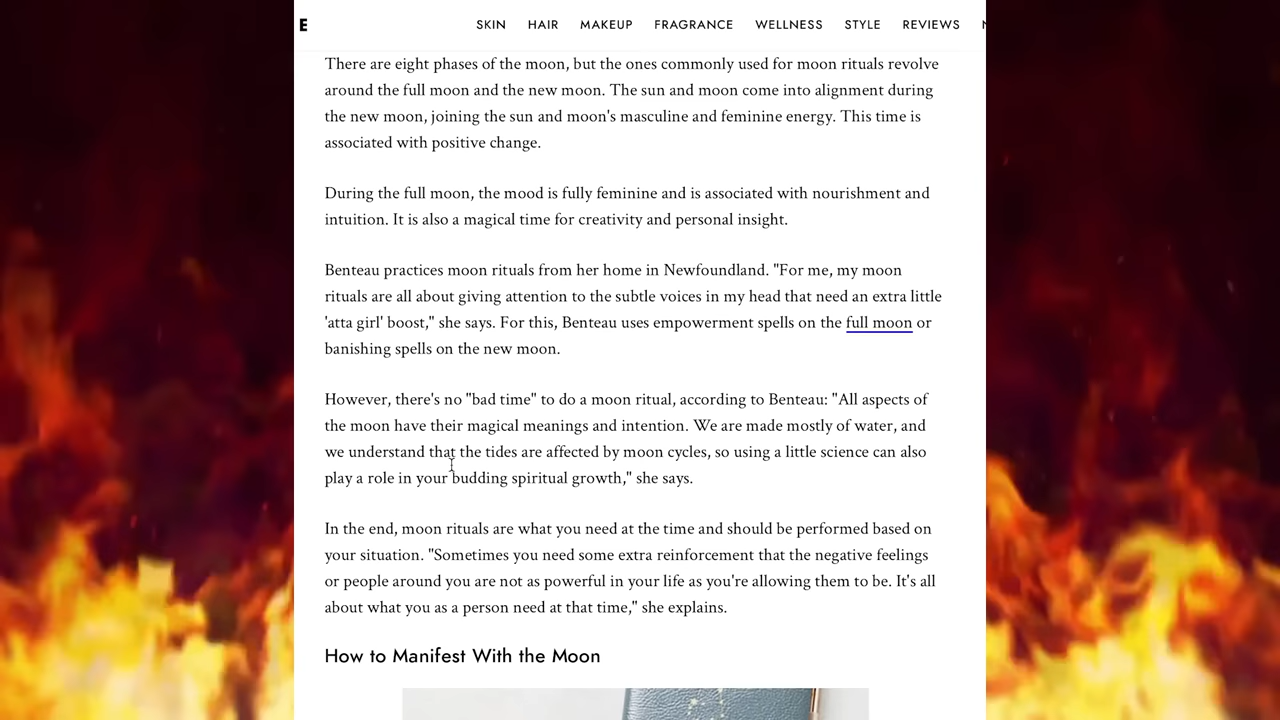 E
SKIN HAIR MAKEUP FRAGRANCE WELLNESS STYLE REVIEWS
There are eight phases of the moon, but the ones commonly used for moon rituals revolve
around the full moon and the new moon. The sun and moon come into alignment during
the new moon, joining the sun and moon's masculine and feminine energy. This time is
associated with positive change.
During the full moon, the mood is fully feminine and is associated with nourishment and
intuition. It is also a magical time for creativity and personal insight.
Benteau practices moon rituals from her home in Newfoundland. "For me, my moon
rituals are all about giving attention to the subtle voices in my head that need an extra little
'atta girl' boost," she says. For this, Benteau uses empowerment spells on the full moon or
banishing spells on the new moon.
However, there's no "bad time" to do a moon ritual, according to Benteau: "All aspects of
the moon have their magical meanings and intention. We are made mostly of water, and
we understand that the tides are affected by moon cycles, so using a little science can also
play a role in your budding spiritual growth," she says.
In the end, moon rituals are what you need at the time and should be performed based on
your situation. "Sometimes you need some extra reinforcement that the negative feelings
or people around you are not as powerful in your life as you're allowing them to be. It's all
about what you as a person need at that time," she explains.
How to Manifest With the Moon